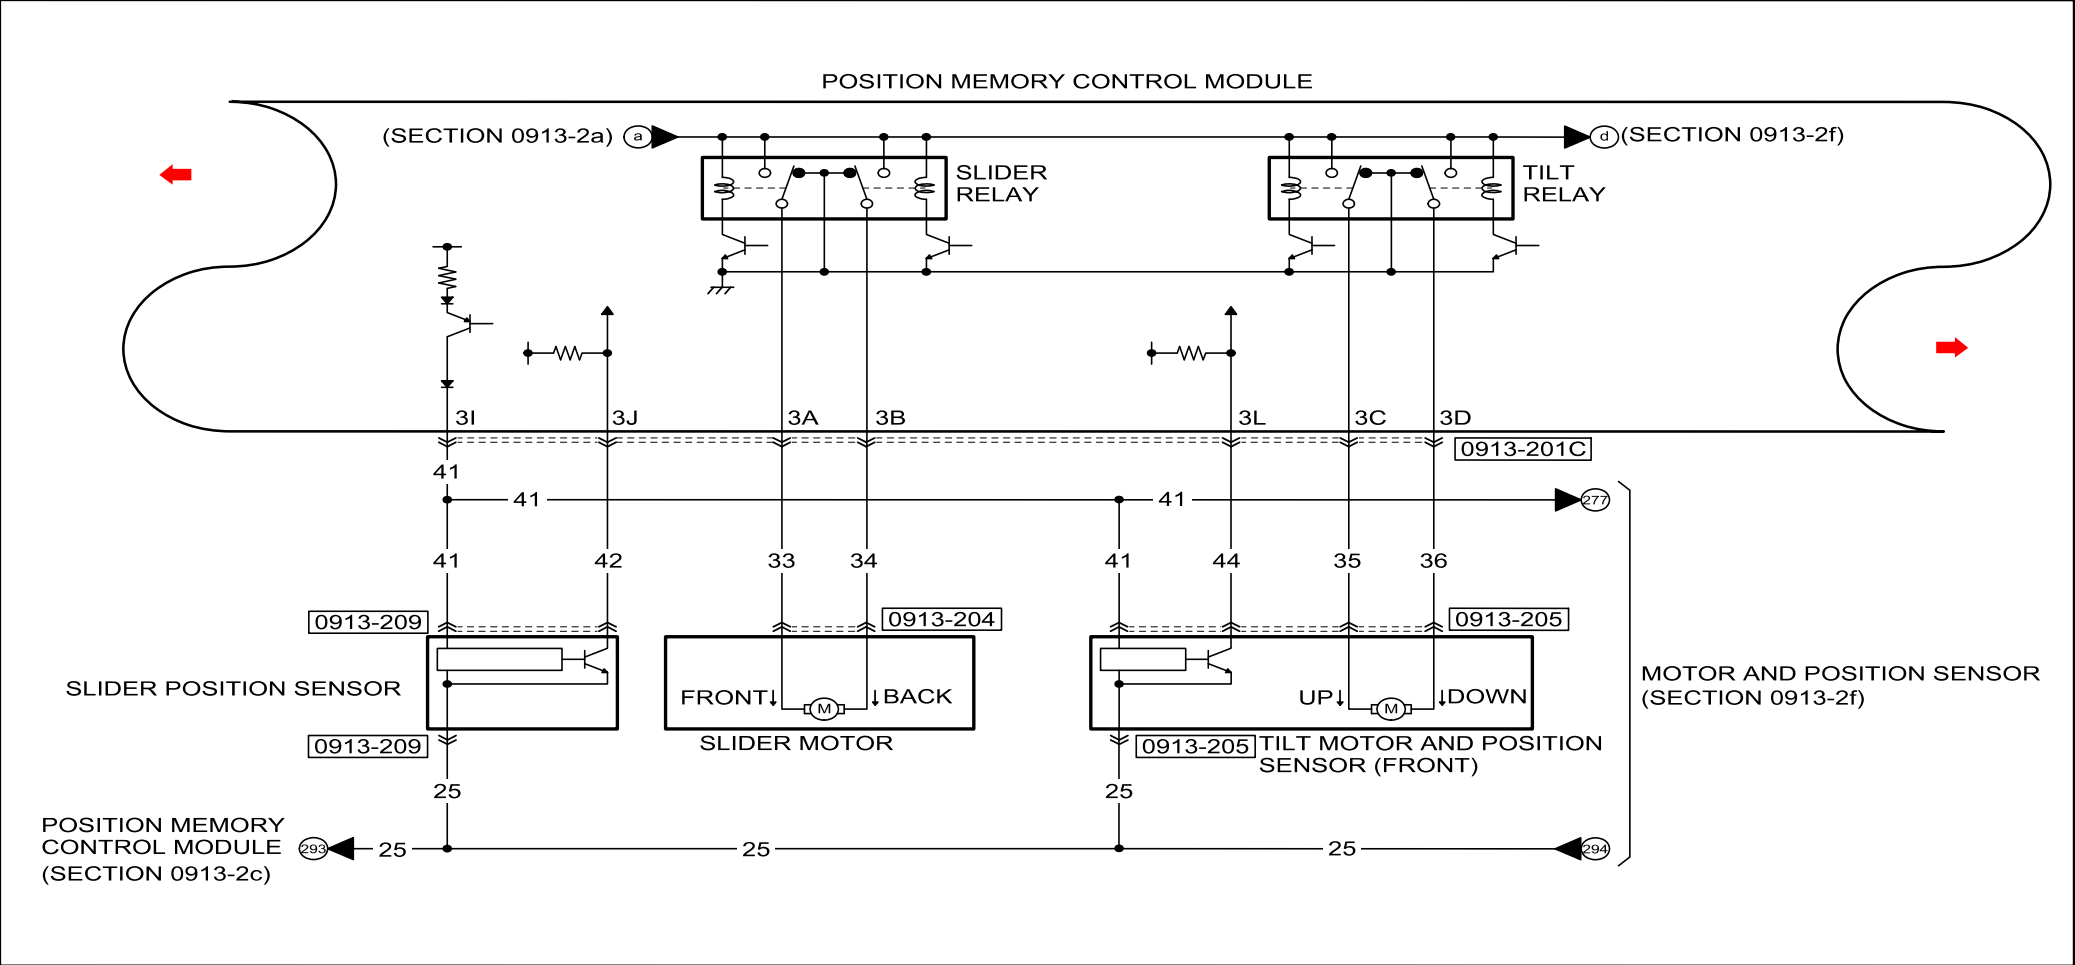 POSITION MEMORY CONTROL MODULE
(SECTION 0913-2a) a
d (SECTION 0913-2f)
SLIDER
RELAY
TILT
RELAY
3I 3J 3A 3B 3L 3C 3D
0913-201C
41
41 41 277
41 42 33 34 41 44 35 36
0913-209 0913-204 0913-205
SLIDER POSITION SENSOR
FRONT M BACK
UP M DOWN
MOTOR AND POSITION SENSOR
(SECTION 0913-2f)
0913-209
SLIDER MOTOR
0913-205
TILT MOTOR AND POSITION
SENSOR (FRONT)
25 25
POSITION MEMORY
CONTROL MODULE
(SECTION 0913-2c)
293 25 25 25 294